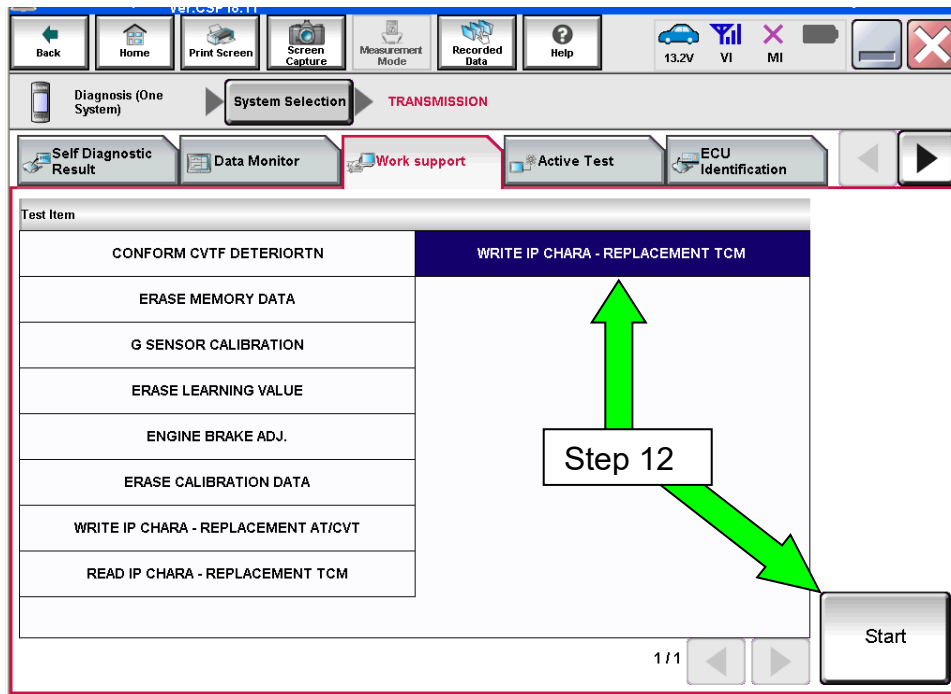 Ver.CSP18.11
Back
Home
Print Screen
Screen
Capture
Measurement
Mode
Recorded
Data
Help
13.2V
VI
MI
Diagnosis (One
System)
System Selection
TRANSMISSION
Self Diagnostic
Result
Data Monitor
Work support
Active Test
ECU
Identification
Test Item
CONFORM CVTF DETERIORTN
WRITE IP CHARA - REPLACEMENT TCM
ERASE MEMORY DATA
G SENSOR CALIBRATION
ERASE LEARNING VALUE
ENGINE BRAKE ADJ.
Step 12
ERASE CALIBRATION DATA
WRITE IP CHARA - REPLACEMENT AT/CVT
READ IP CHARA - REPLACEMENT TCM
Start
1/1